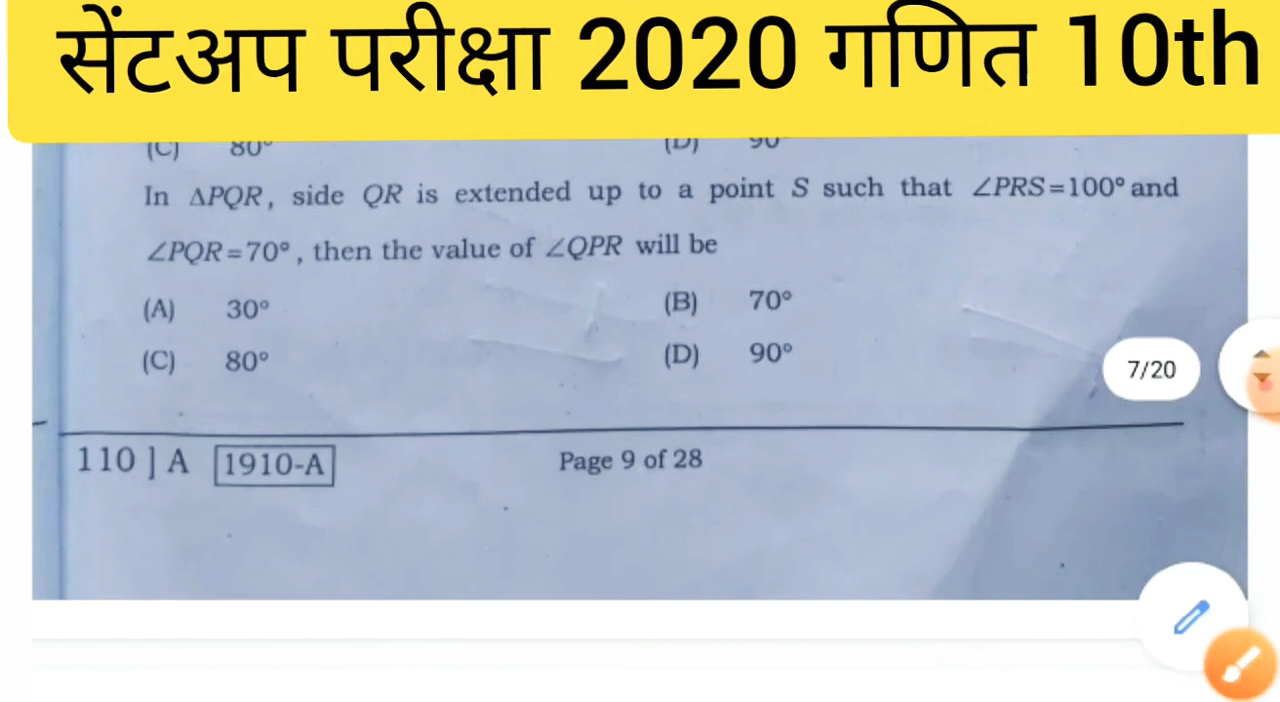 सेंटअप परीक्षा 2020 गणित 10th
(C) 80° (D) 90°
In ΔPQR, side QR is extended up to a point S such that ∠PRS=100° and
∠PQR=70°, then the value of ∠QPR will be
(A) 30° (B) 70°
(C) 80° (D) 90°
7/20
110 ] A 1910-A Page 9 of 28